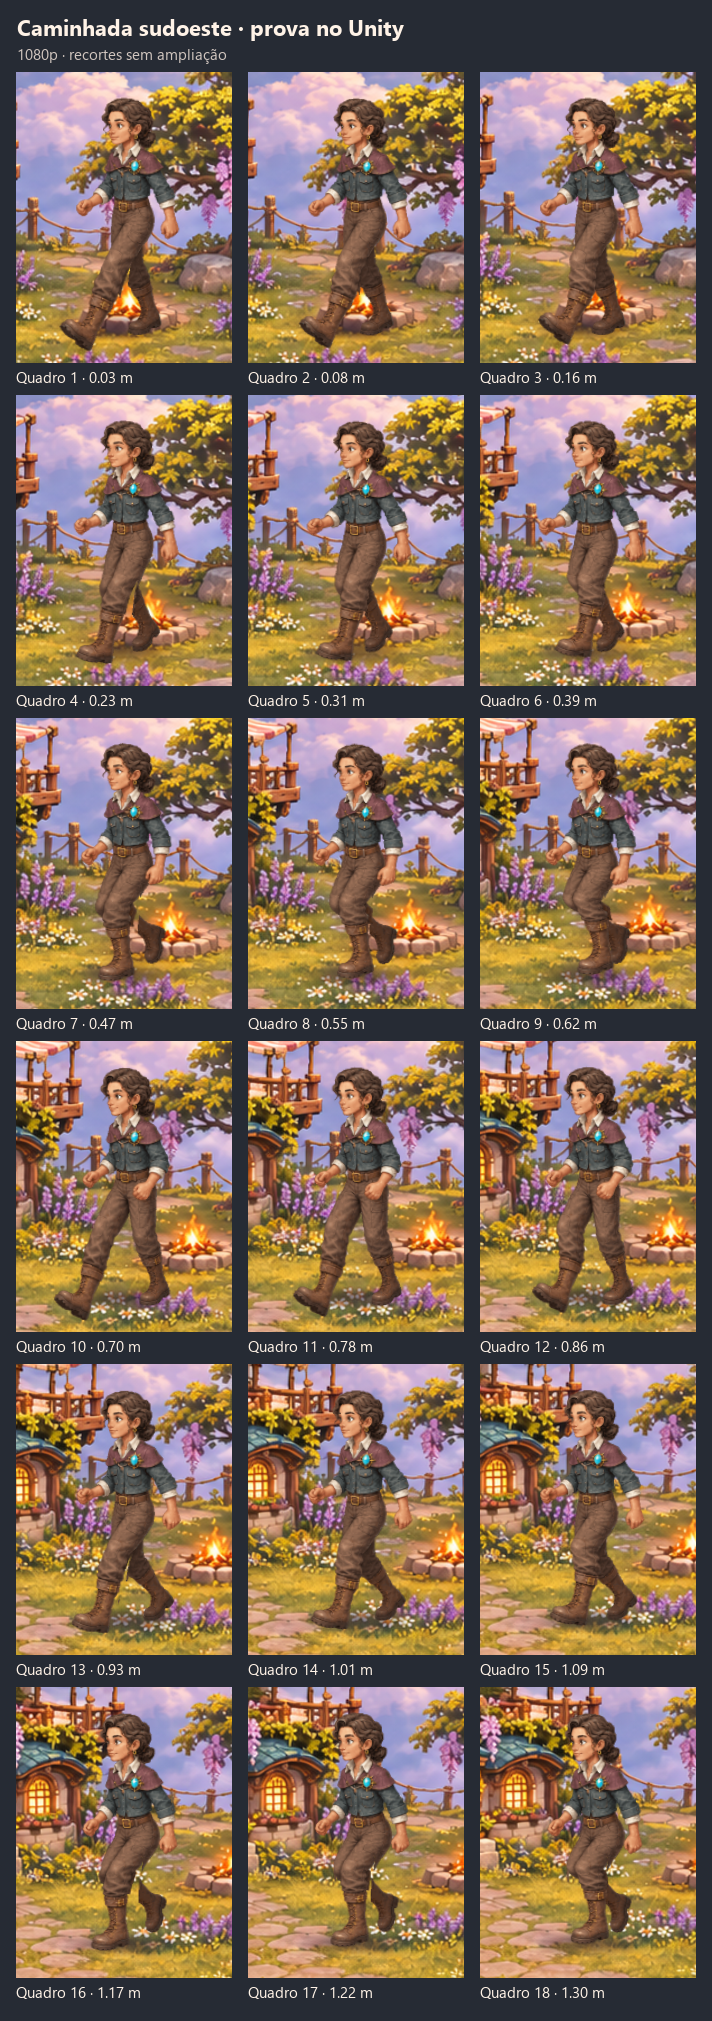 Caminhada sudoeste · prova no Unity
1080p · recortes sem ampliação
Quadro 1 · 0.03 m
Quadro 2 · 0.08 m
Quadro 3 · 0.16 m
Quadro 4 · 0.23 m
Quadro 5 · 0.31 m
Quadro 6 · 0.39 m
Quadro 7 · 0.47 m
Quadro 8 · 0.55 m
Quadro 9 · 0.62 m
Quadro 10 · 0.70 m
Quadro 11 · 0.78 m
Quadro 12 · 0.86 m
Quadro 13 · 0.93 m
Quadro 14 · 1.01 m
Quadro 15 · 1.09 m
Quadro 16 · 1.17 m
Quadro 17 · 1.22 m
Quadro 18 · 1.30 m